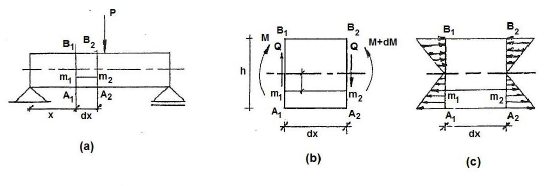 P
B₁ B₂
m₁ m₂
A₁ A₂
x dx
(a)
B₁ B₂
M Q Q M+dM
h
m₁ m₂
A₁ A₂
dx
(b)
B₁ B₂
m₁ m₂
A₁ A₂
dx
(c)